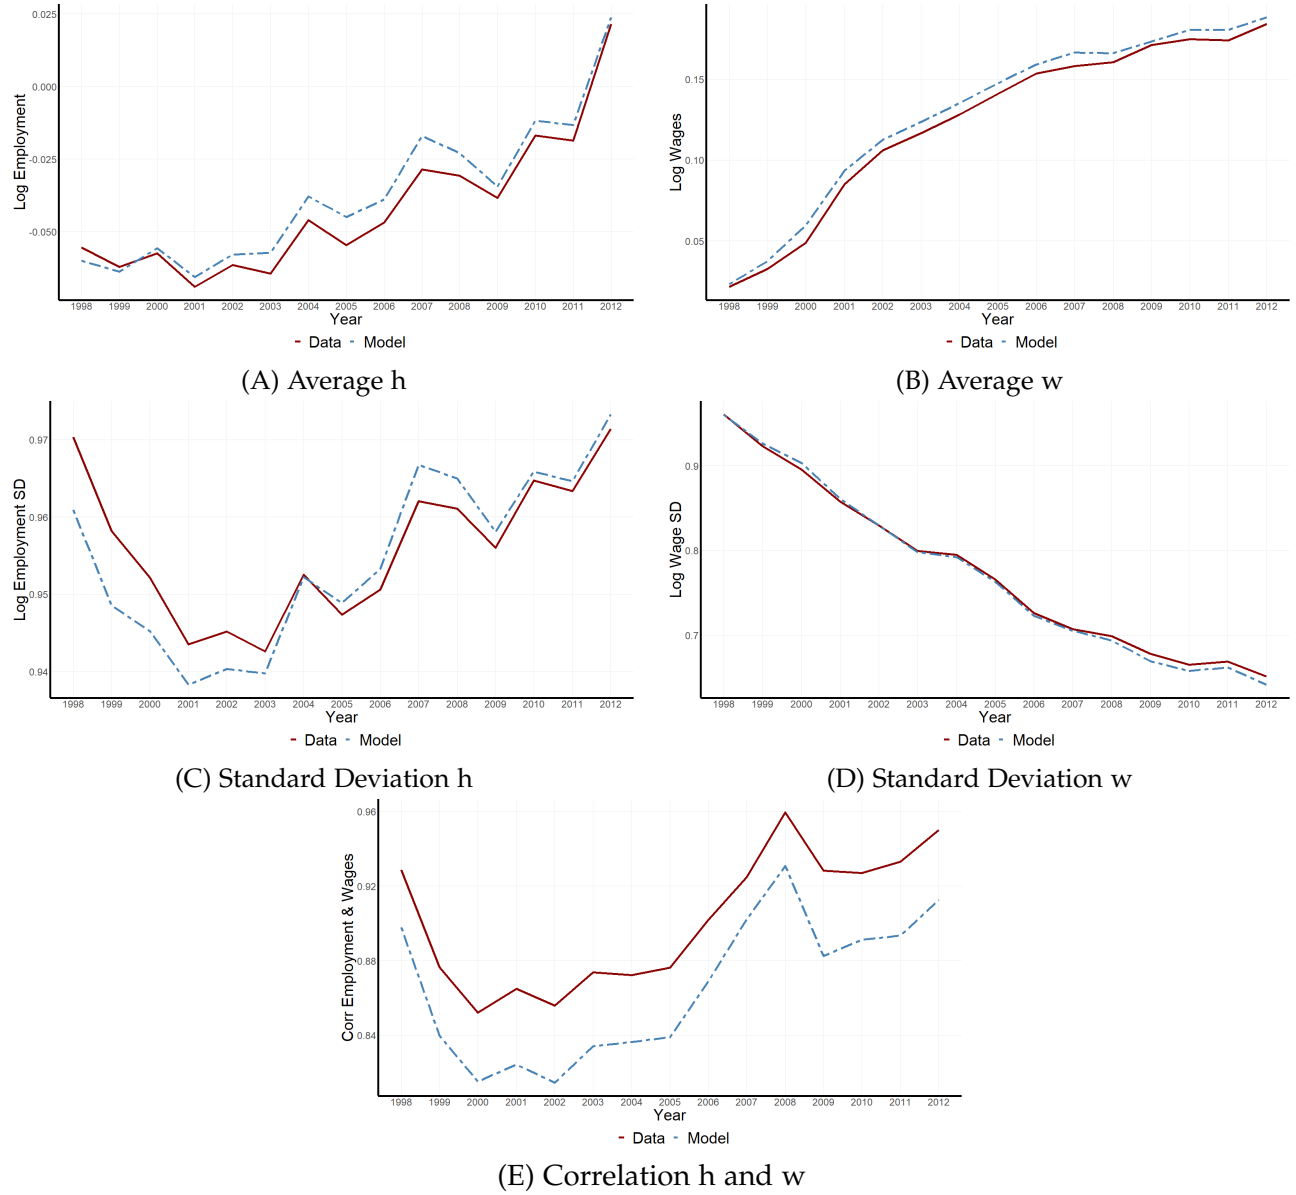 0.025
0.000
-0.025
-0.050
Log Employment
1998 1999 2000 2001 2002 2003 2004 2005 2006 2007 2008 2009 2010 2011 2012
Year
Data Model
(A) Average h
0.15
0.10
0.05
Log Wages
1998 1999 2000 2001 2002 2003 2004 2005 2006 2007 2008 2009 2010 2011 2012
Year
Data Model
(B) Average w
0.97
0.96
0.95
0.94
Log Employment SD
1998 1999 2000 2001 2002 2003 2004 2005 2006 2007 2008 2009 2010 2011 2012
Year
Data Model
(C) Standard Deviation h
0.9
0.8
0.7
Log Wage SD
1998 1999 2000 2001 2002 2003 2004 2005 2006 2007 2008 2009 2010 2011 2012
Year
Data Model
(D) Standard Deviation w
0.96
0.92
0.88
0.84
Corr Employment & Wages
1998 1999 2000 2001 2002 2003 2004 2005 2006 2007 2008 2009 2010 2011 2012
Year
Data Model
(E) Correlation h and w